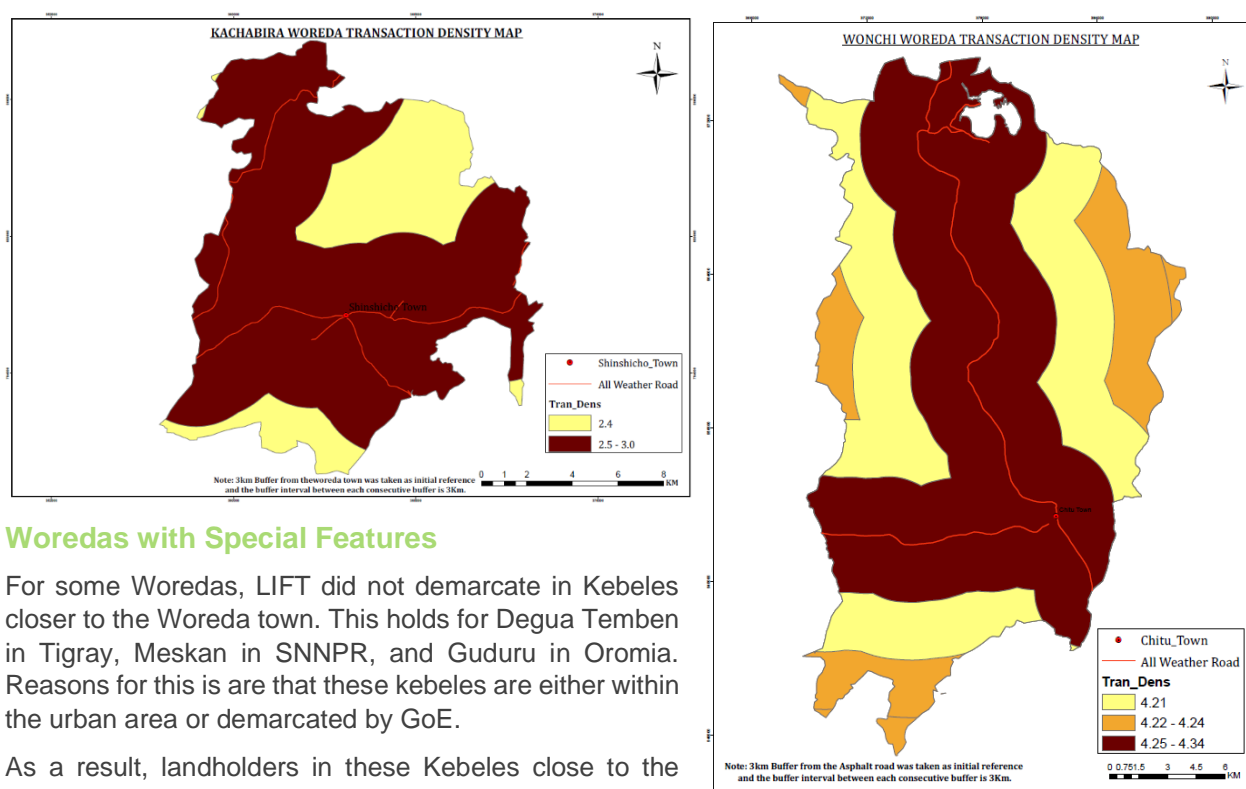 KACHABIRA WOREDA TRANSACTION DENSITY MAP
N
Shinshicho Town
Shinshicho_Town
All Weather Road
Tran_Dens
2.4
2.5 - 3.0
Note: 3km Buffer from theworeda town was taken as initial reference
and the buffer interval between each consecutive buffer is 3Km.
0 1 2 4 6 8
KM
Woredas with Special Features
For some Woredas, LIFT did not demarcate in Kebeles
closer to the Woreda town. This holds for Degua Temben
in Tigray, Meskan in SNNPR, and Guduru in Oromia.
Reasons for this is are that these kebeles are either within
the urban area or demarcated by GoE.
As a result, landholders in these Kebeles close to the
WONCHI WOREDA TRANSACTION DENSITY MAP
N
Chitu Town
Chitu_Town
All Weather Road
Tran_Dens
4.21
4.22 - 4.24
4.25 - 4.34
Note: 3km Buffer from the Asphalt road was taken as initial reference
and the buffer interval between each consecutive buffer is 3Km.
0 0.751.5 3 4.5 6
KM